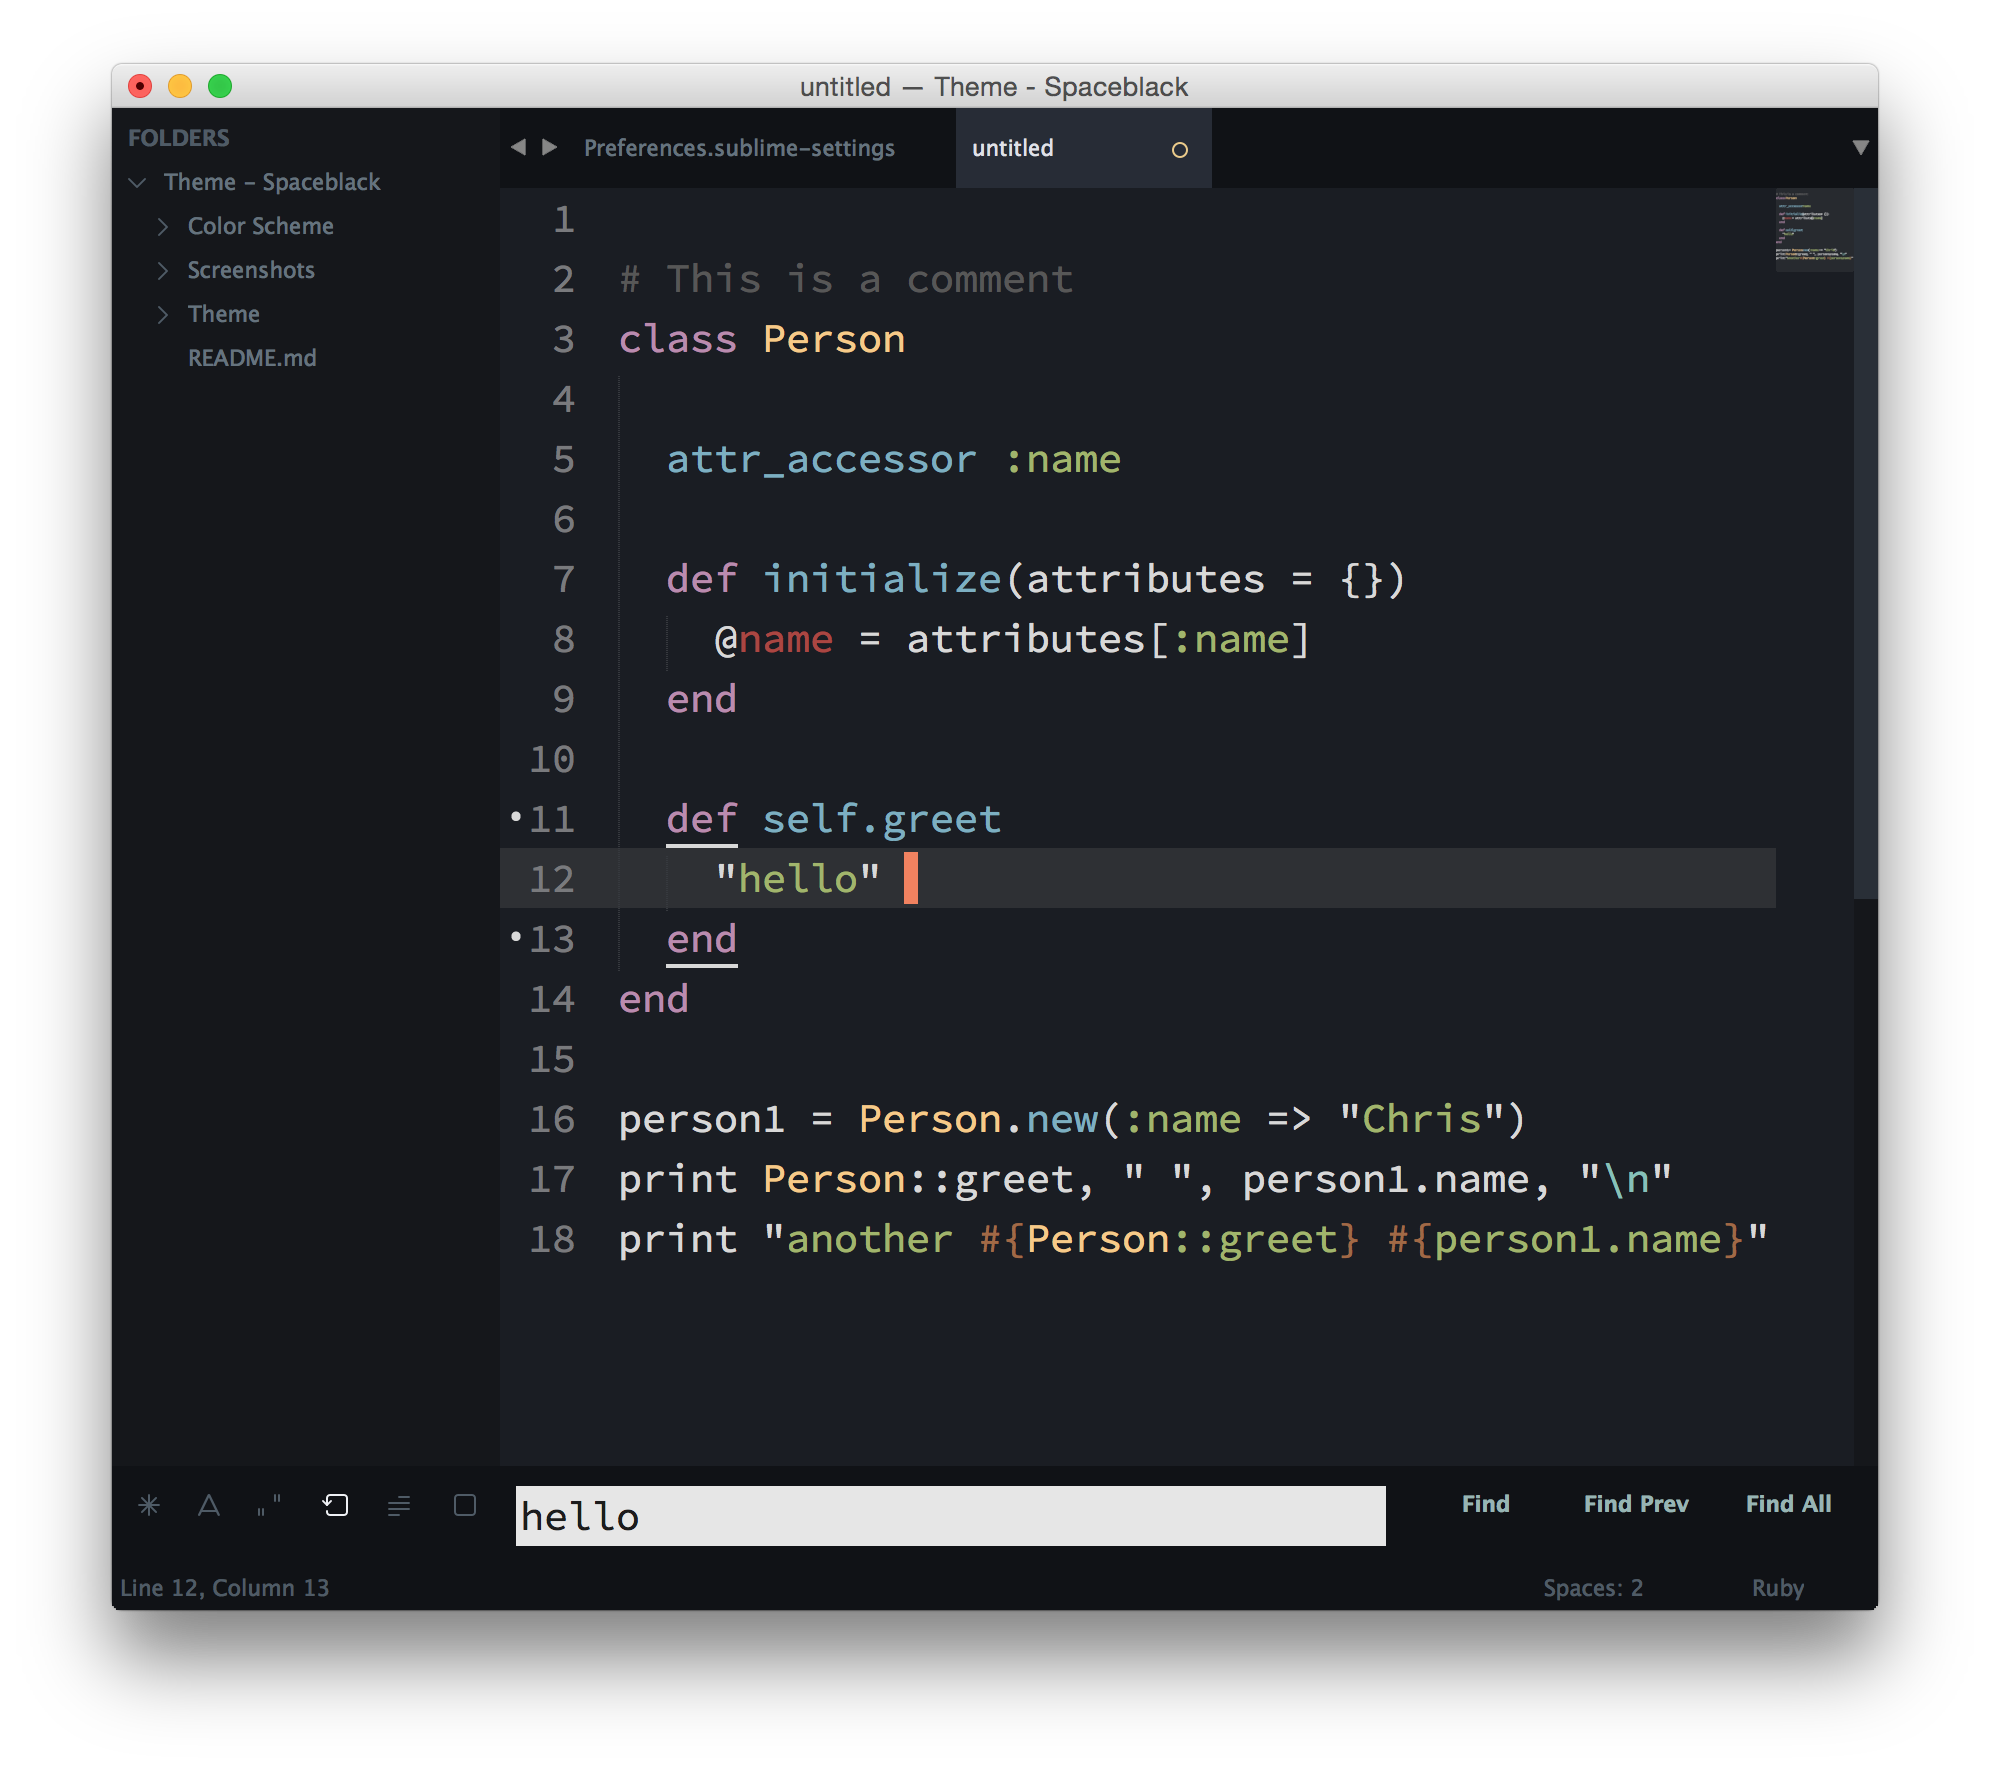 untitled — Theme - Spaceblack
FOLDERS
Theme – Spaceblack
Color Scheme
Screenshots
Theme
README.md
Preferences.sublime-settings
untitled
1
2 # This is a comment
3 class Person
4
5 attr_accessor :name
6
7 def initialize(attributes = {})
8 @name = attributes[:name]
9 end
10
11 def self.greet
12 "hello"
13 end
14 end
15
16 person1 = Person.new(:name => "Chris")
17 print Person::greet, " ", person1.name, "\n"
18 print "another #{Person::greet} #{person1.name}"
hello
Find Find Prev Find All
Line 12, Column 13
Spaces: 2 Ruby